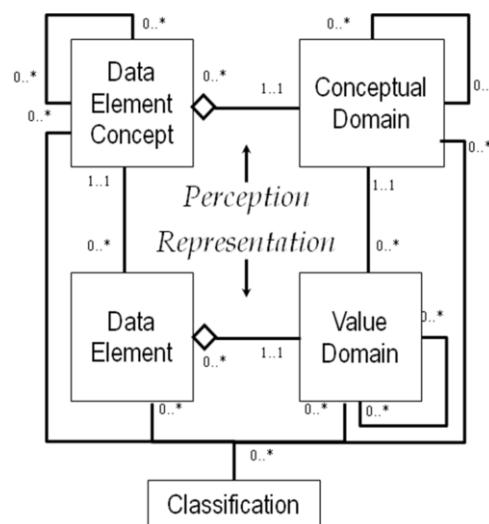 0..*
0..*
0..*
0..*
Data
Element
Concept
0..*
1..1
Conceptual
Domain
0..
0..*
0..*
1..1
1..1
Perception
Representation
0..*
0..*
Data
Element
0..*
1..1
Value
Domain
0..*
0..*
0..*
0..*
0..*
Classification